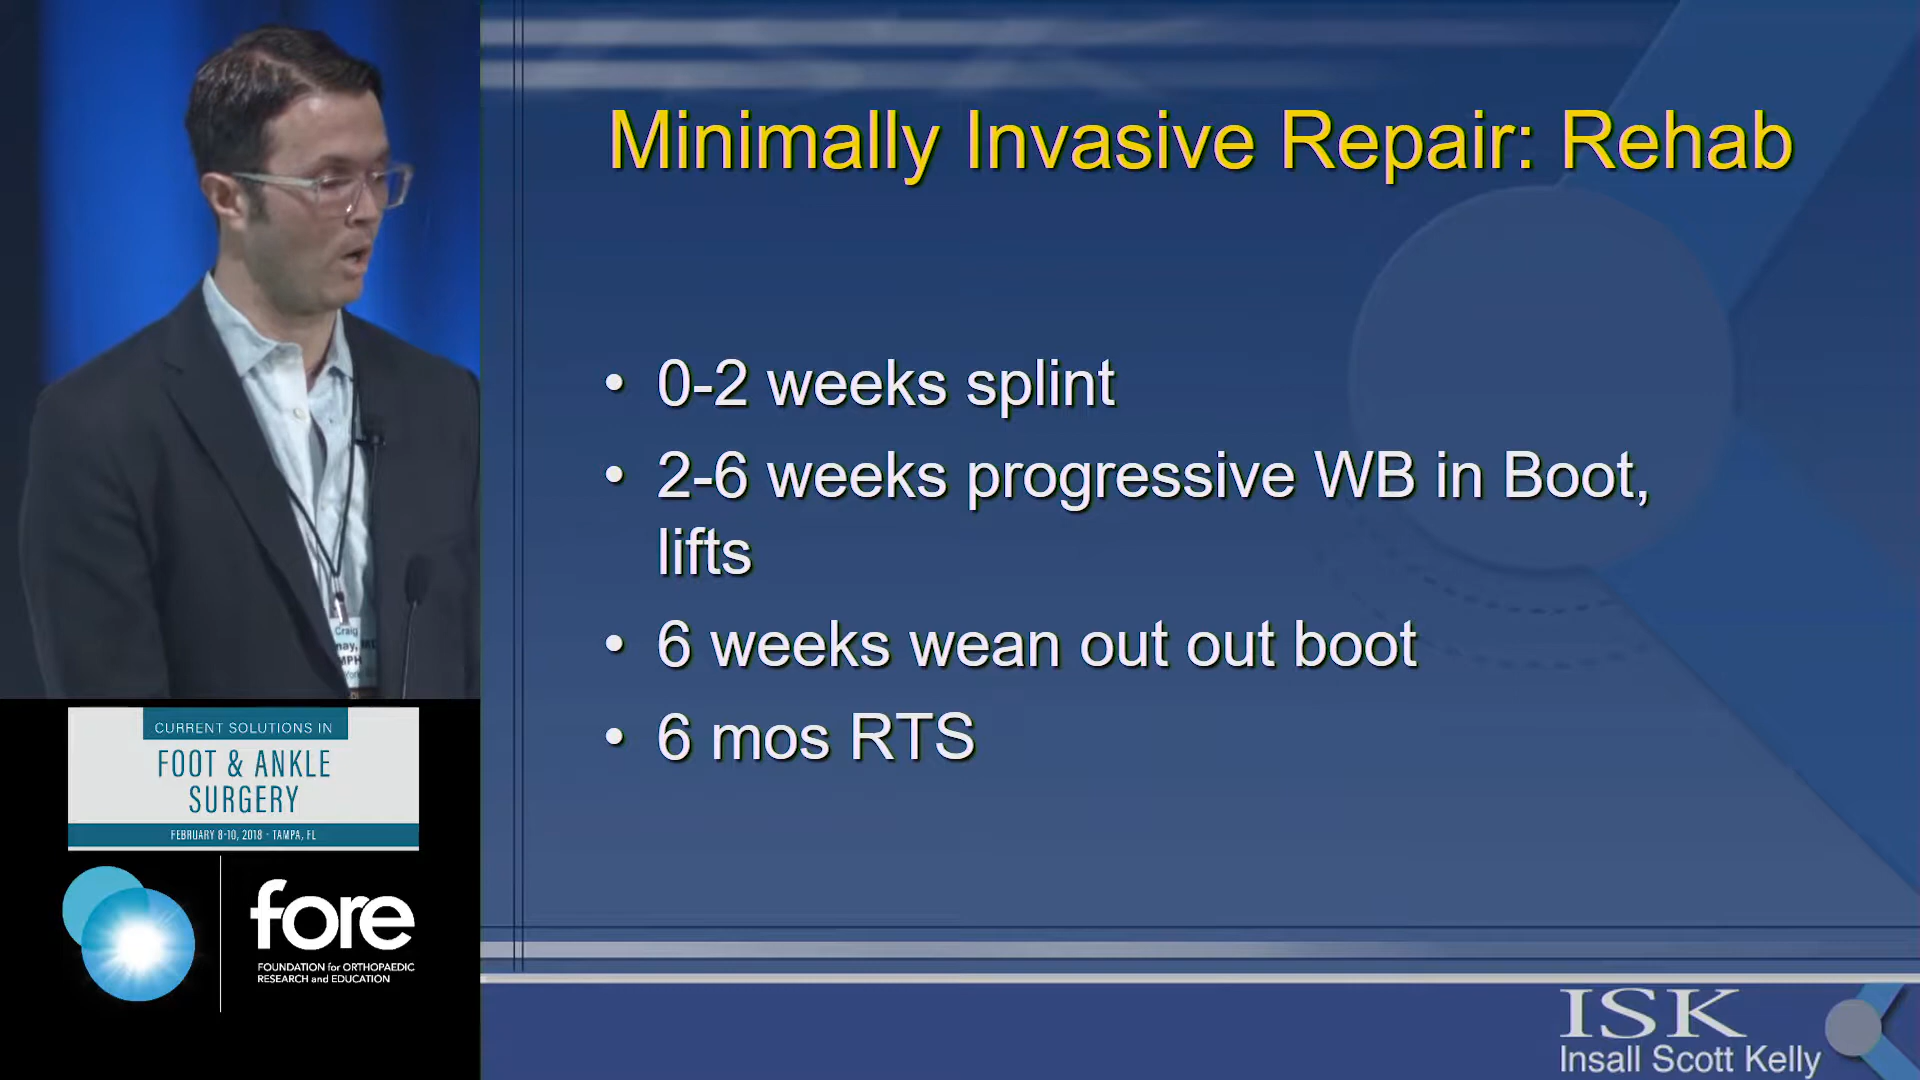 Minimally Invasive Repair: Rehab
• 0-2 weeks splint
• 2-6 weeks progressive WB in Boot,
lifts
• 6 weeks wean out out boot
• 6 mos RTS
ISK
Insall Scott Kelly
Craig
MPH
CURRENT SOLUTIONS IN
FOOT & ANKLE
SURGERY
FEBRUARY 8-10, 2018 - TAMPA, FL
fore
FOUNDATION for ORTHOPAEDIC
RESEARCH and EDUCATION